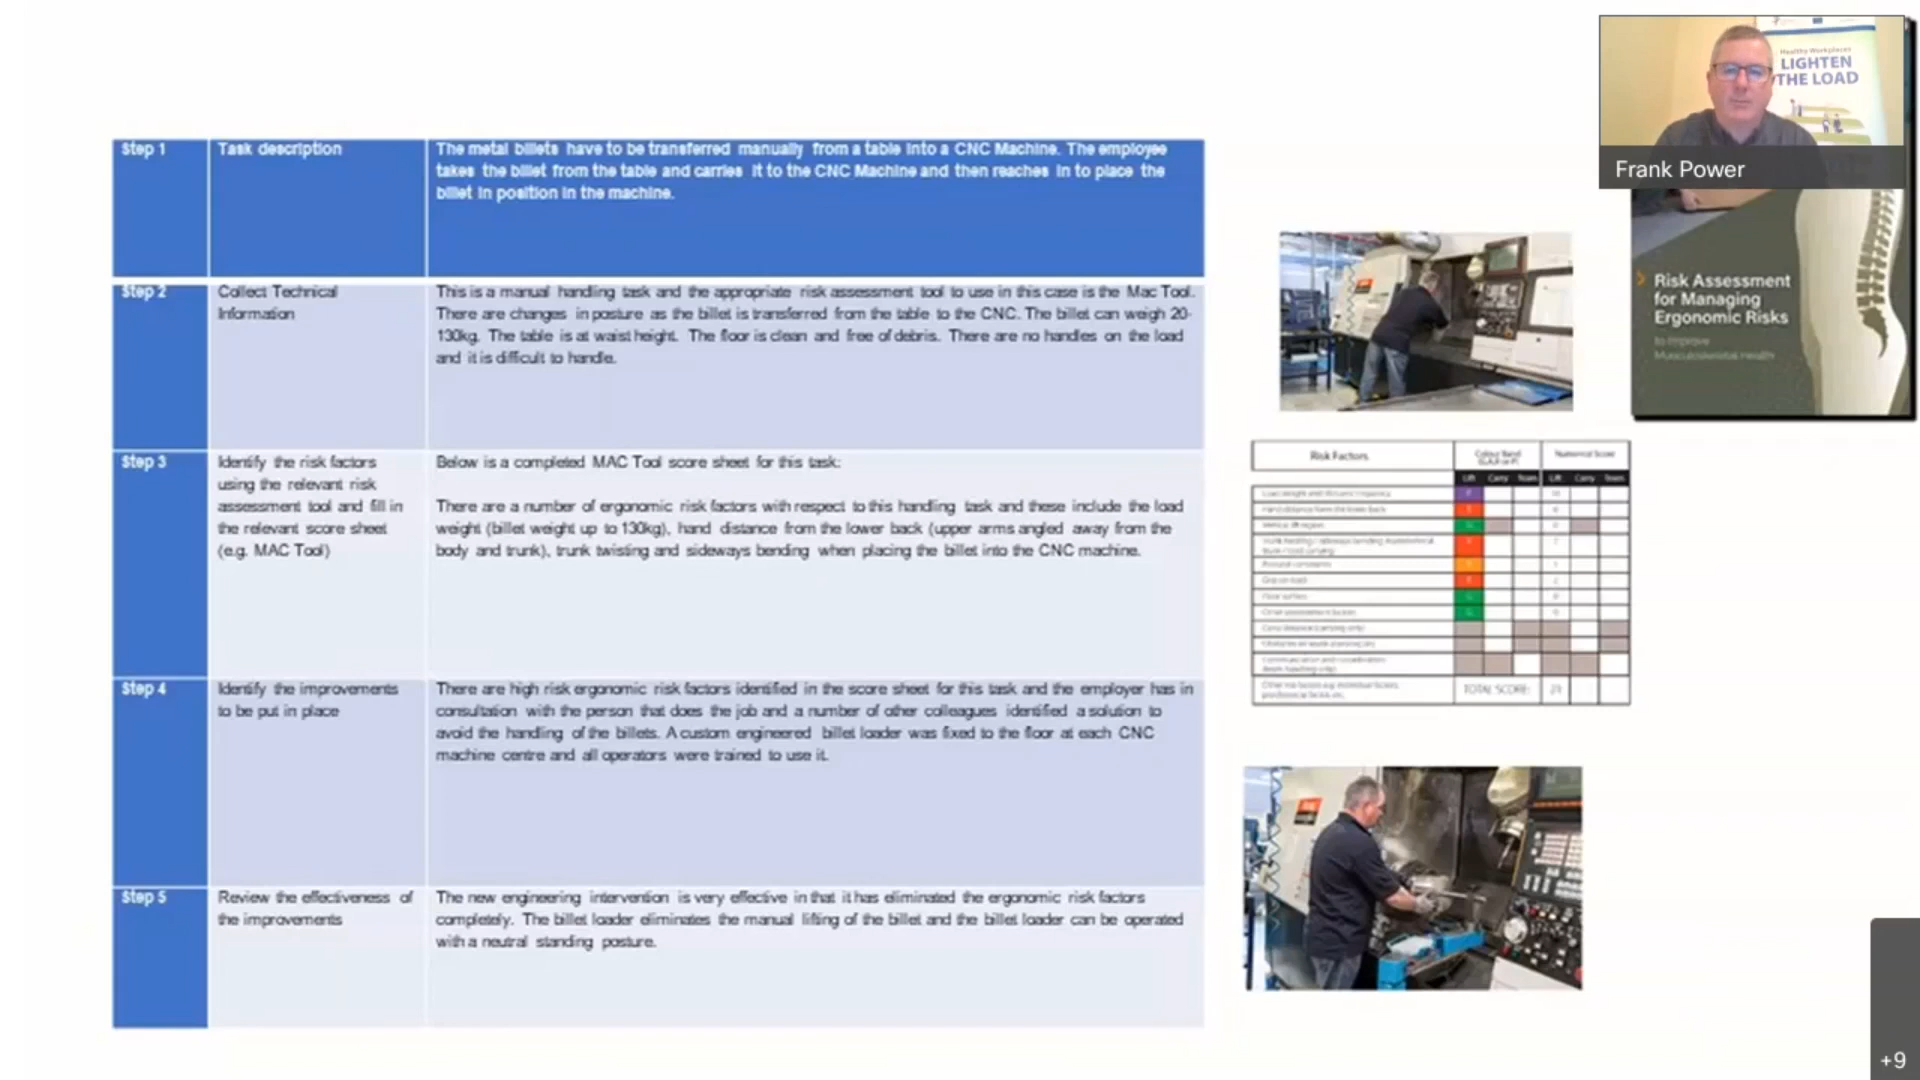 Step 1
Task description
The metal billets have to be transferred manually from a table into a CNC Machine. The employee
takes the billet from the table and carries it to the CNC Machine and then reaches in to place the
billet in position in the machine.
Step 2
Collect Technical
Information
This is a manual handling task and the appropriate risk assessment tool to use in this case is the Mac Tool.
There are changes in posture as the billet is transferred from the table to the CNC. The billet can weigh 20-
130kg. The table is at waist height. The floor is clean and free of debris. There are no handles on the load
and it is difficult to handle.
Step 3
Identify the risk factors
using the relevant risk
assessment tool and fill in
the relevant score sheet
(e.g. MAC Tool)
Below is a completed MAC Tool score sheet for this task:
There are a number of ergonomic risk factors with respect to this handling task and these include the load
weight (billet weight up to 130kg), hand distance from the lower back (upper arms angled away from the
body and trunk), trunk twisting and sideways bending when placing the billet into the CNC machine.
Step 4
Identify the improvements
to be put in place
There are high risk ergonomic risk factors identified in the score sheet for this task and the employer has in
consultation with the person that does the job and a number of other colleagues identified a solution to
avoid the handling of the billets. A custom engineered billet loader was fixed to the floor at each CNC
machine centre and all operators were trained to use it.
Step 5
Review the effectiveness of
the improvements
The new engineering intervention is very effective in that it has eliminated the ergonomic risk factors
completely. The billet loader eliminates the manual lifting of the billet and the billet loader can be operated
with a neutral standing posture.
Healthy Workplaces
LIGHTEN
THE LOAD
Frank Power
Risk Assessment
for Managing
Ergonomic Risks
to improve
Musculoskeletal Health
Risk Factors
Colour Band
Numerical Score
Lift Carry Team Lift Carry Team
TOTAL SCORE:
+9